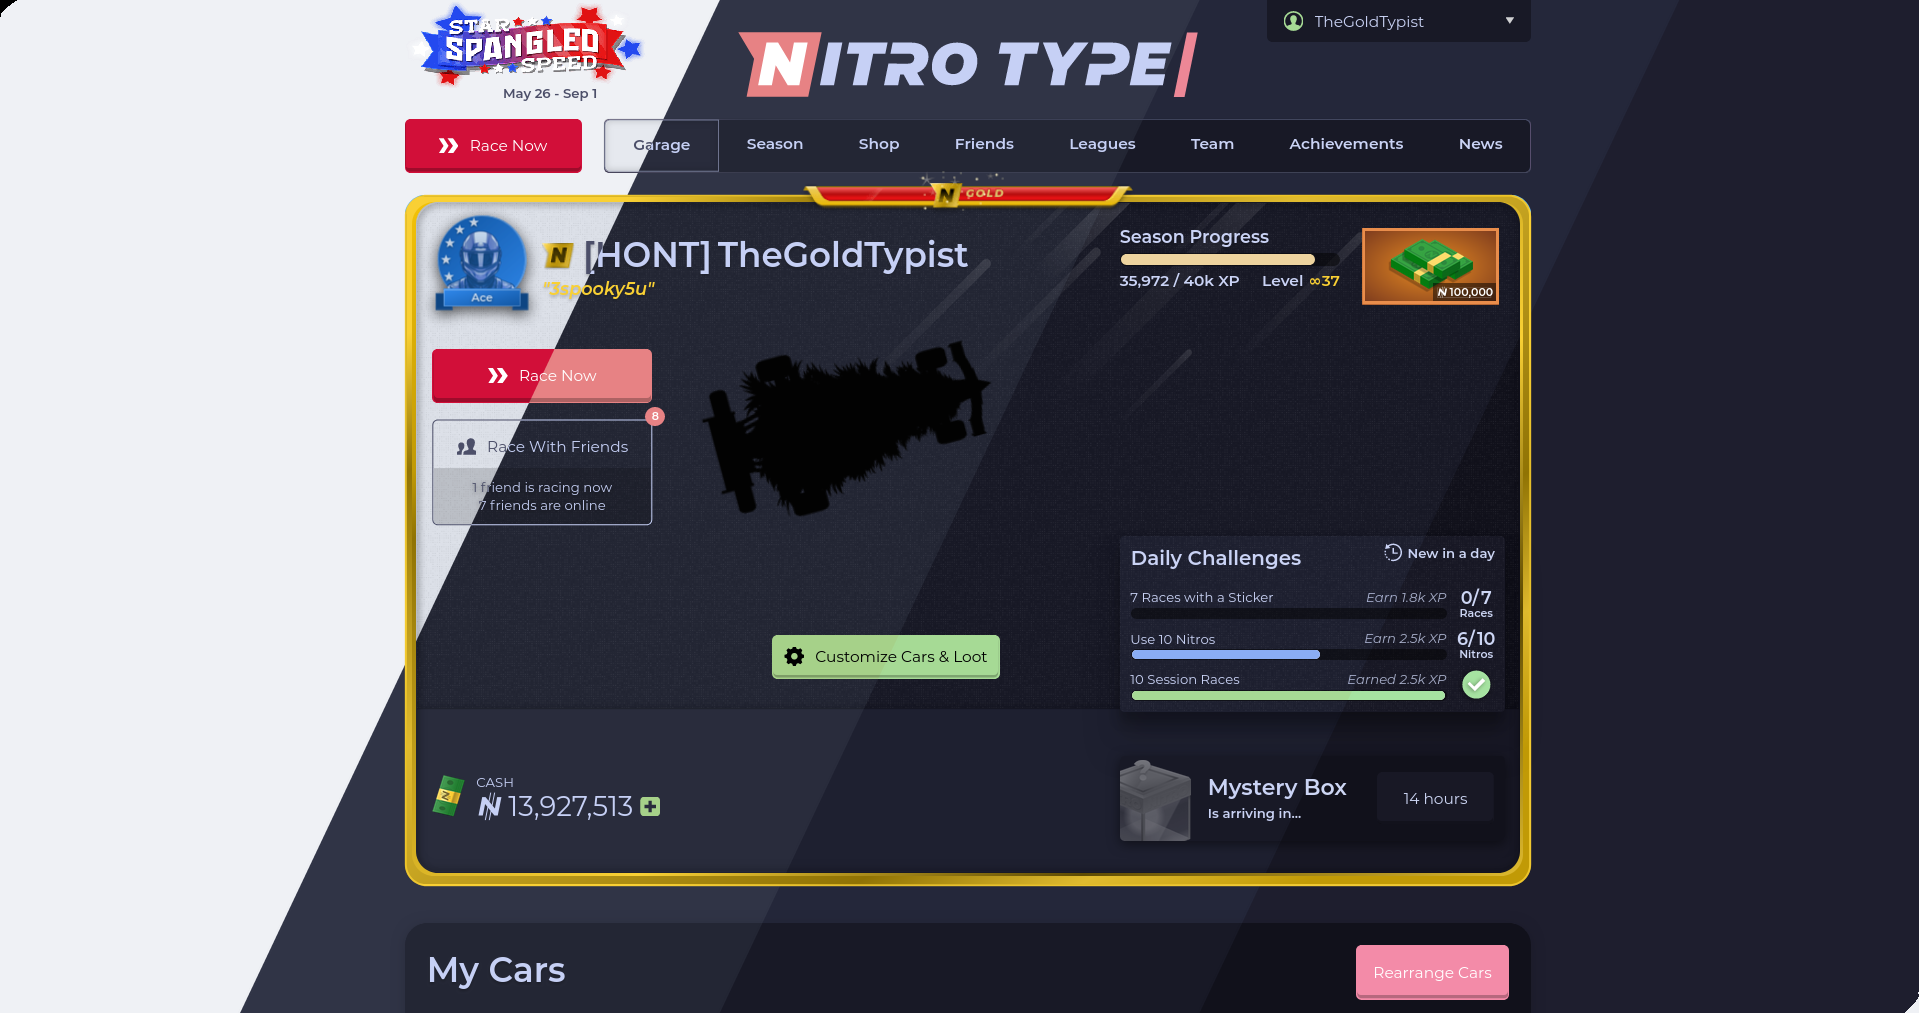 STAR
SPANGLED
SPEED
May 26 - Sep 1
NITRO TYPE
TheGoldTypist
Race Now
Garage
Season
Shop
Friends
Leagues
Team
Achievements
News
N GOLD
Ace
N [HONT] TheGoldTypist
"3spooky5u"
Season Progress
35,972 / 40k XP
Level ∞37
N 100,000
Race Now
8
Race With Friends
1 friend is racing now
7 friends are online
Customize Cars & Loot
Daily Challenges
New in a day
7 Races with a Sticker
Earn 1.8k XP
0/7
Races
Use 10 Nitros
Earn 2.5k XP
6/10
Nitros
10 Session Races
Earned 2.5k XP
CASH
N 13,927,513
?
Mystery Box
Is arriving in...
14 hours
My Cars
Rearrange Cars